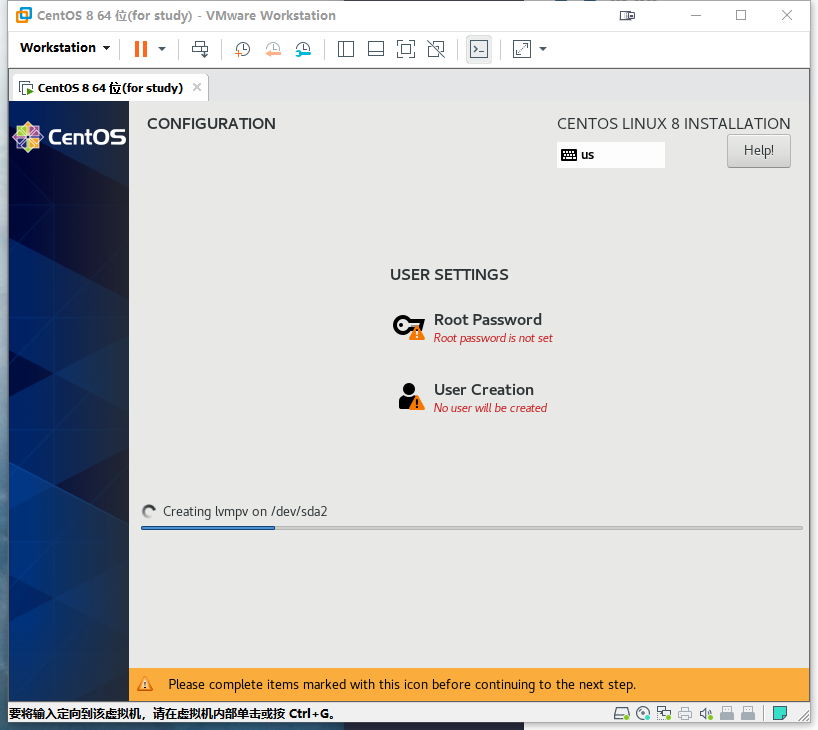 CentOS 8 64 位(for study) - VMware Workstation
Workstation
CentOS 8 64 位(for study)
CentOS
CONFIGURATION
CENTOS LINUX 8 INSTALLATION
us
Help!
USER SETTINGS
Root Password
Root password is not set
User Creation
No user will be created
Creating lvmpv on /dev/sda2
Please complete items marked with this icon before continuing to the next step.
要将输入定向到该虚拟机，请在虚拟机内部单击或按 Ctrl+G。